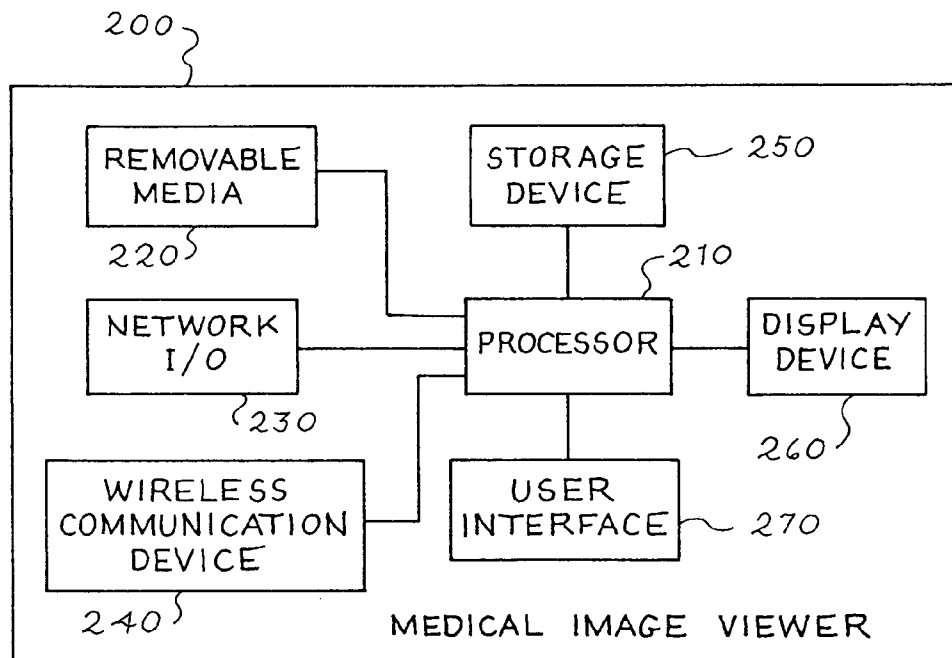 200
REMOVABLE
MEDIA
220
STORAGE
DEVICE
250
210
NETWORK
I/O
230
PROCESSOR
DISPLAY
DEVICE
260
WIRELESS
COMMUNICATION
DEVICE
240
USER
INTERFACE
270
MEDICAL IMAGE VIEWER